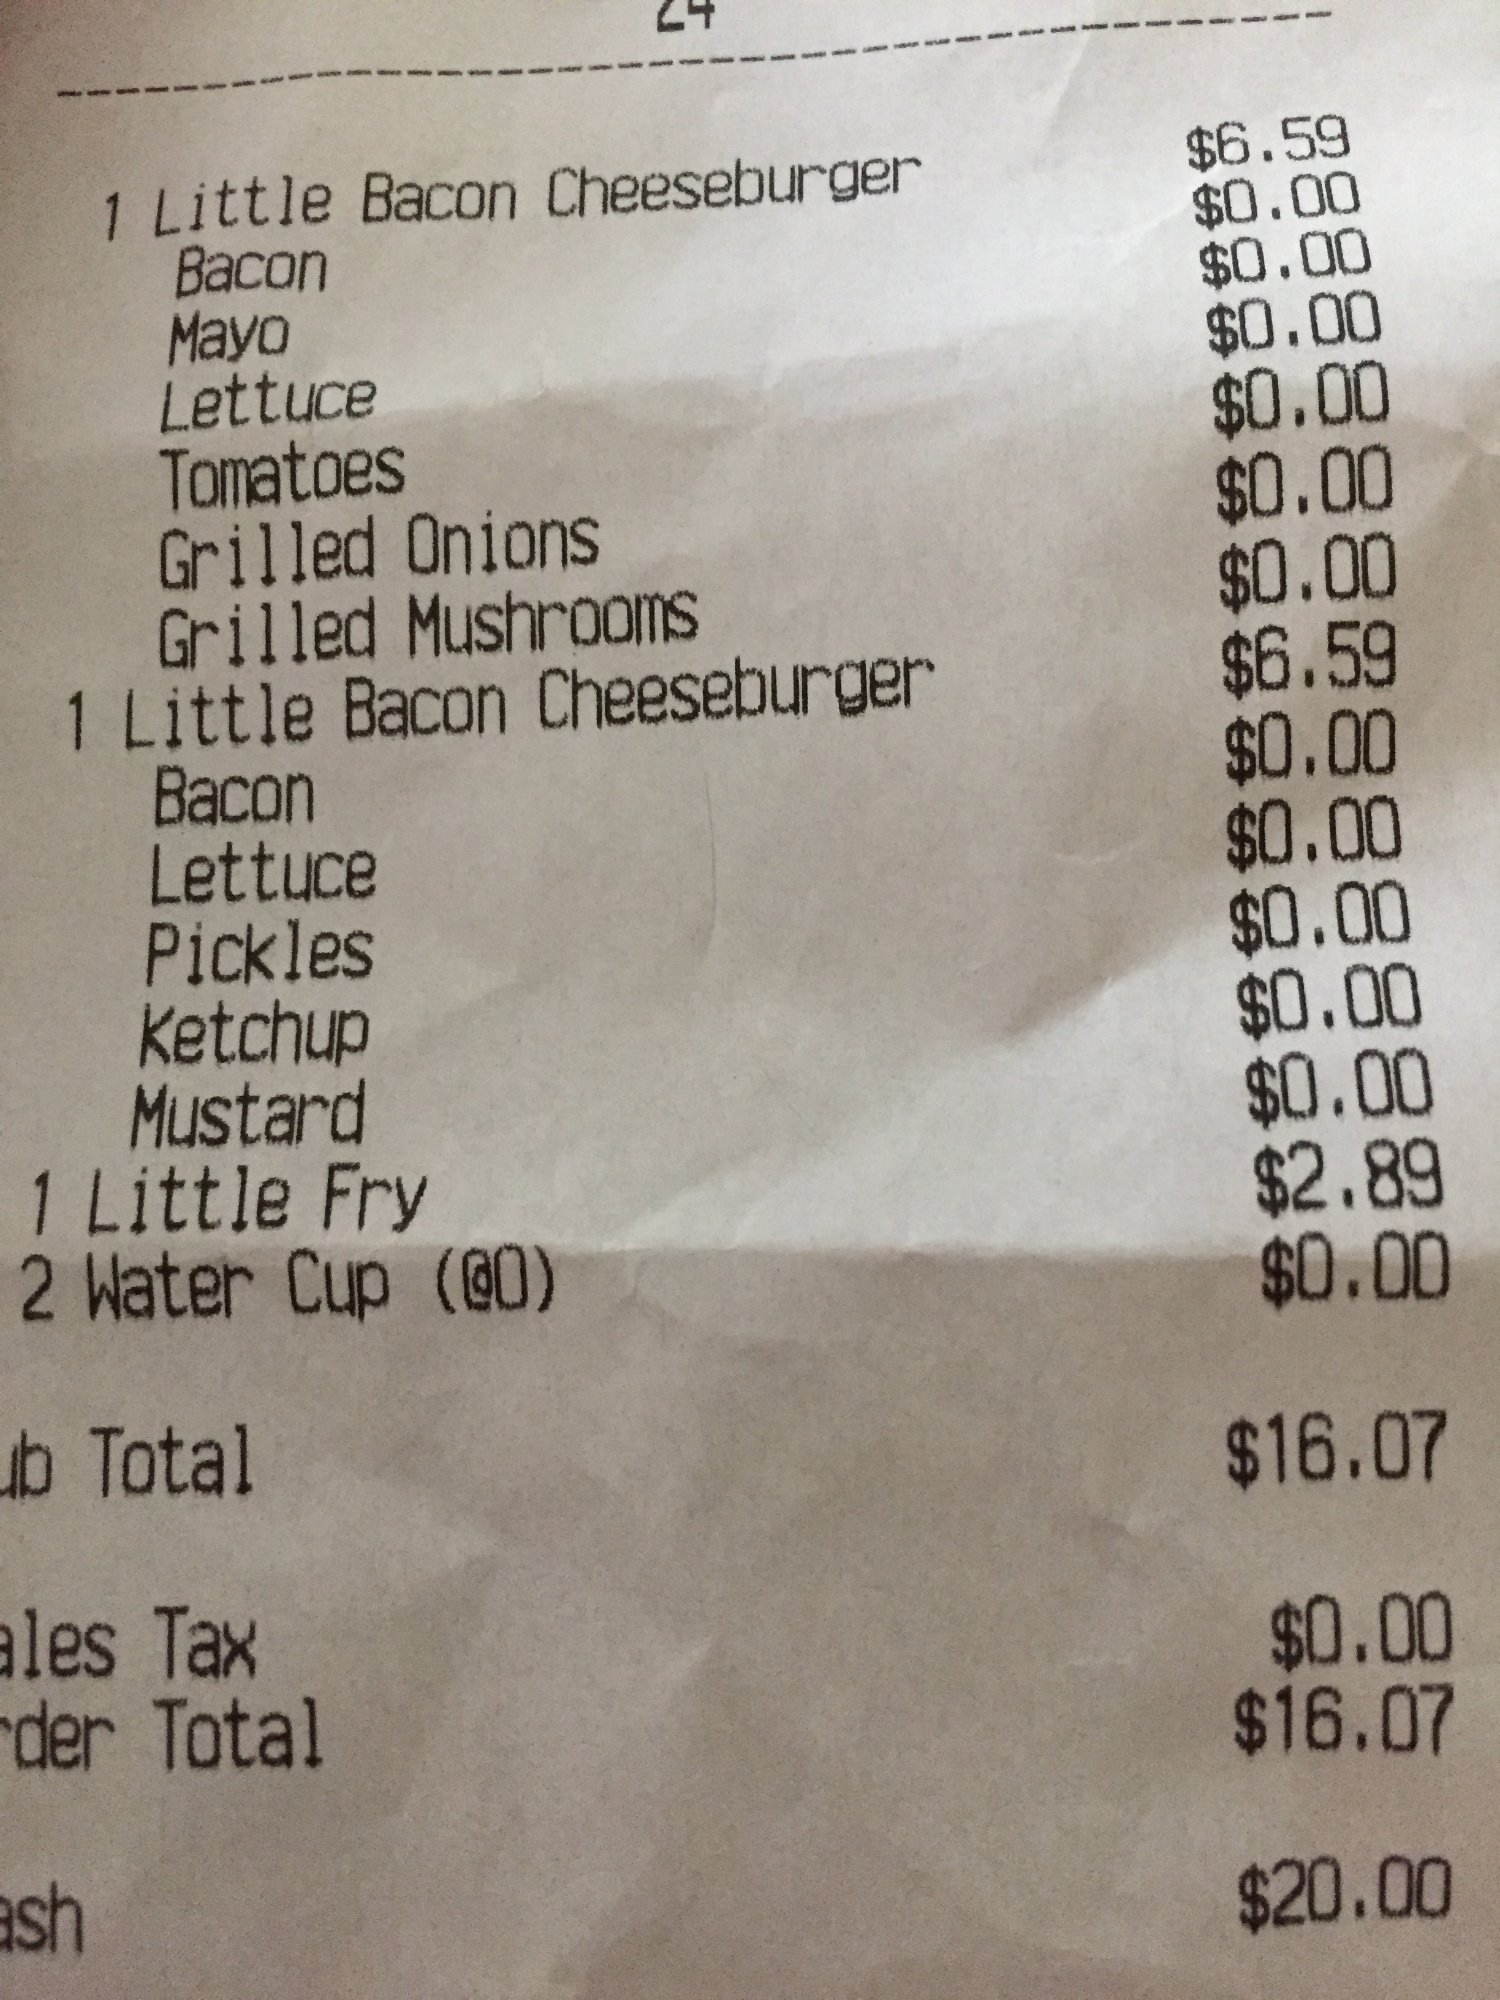 24
1 Little Bacon Cheeseburger $6.59
Bacon $0.00
Mayo $0.00
Lettuce $0.00
Tomatoes $0.00
Grilled Onions $0.00
Grilled Mushrooms $0.00
1 Little Bacon Cheeseburger $6.59
Bacon $0.00
Lettuce $0.00
Pickles $0.00
Ketchup $0.00
Mustard $0.00
1 Little Fry $2.89
2 Water Cup (@0) $0.00
ub Total $16.07
ales Tax $0.00
rder Total $16.07
ash $20.00